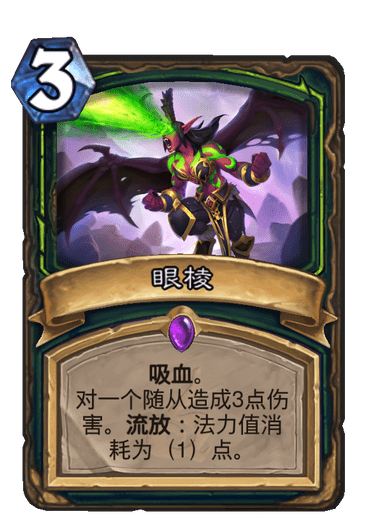 3
眼棱
吸血。
对一个随从造成3点伤
害。流放：法力值消
耗为（1）点。